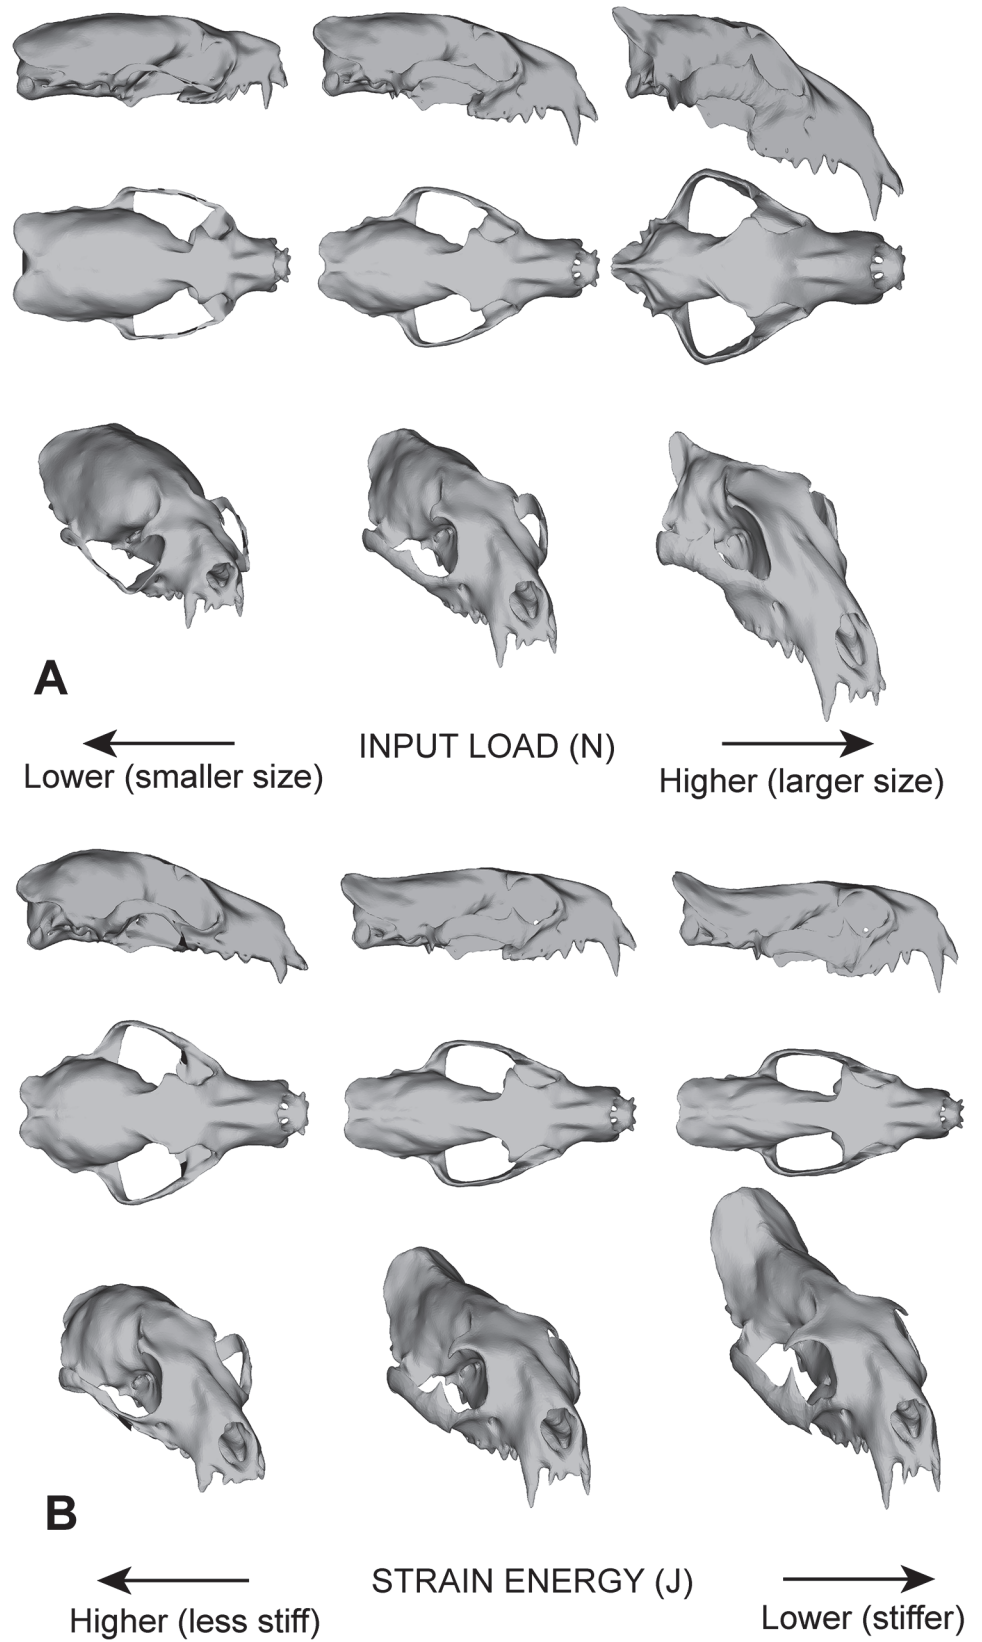 A
INPUT LOAD (N)
Lower (smaller size)
Higher (larger size)
B
STRAIN ENERGY (J)
Higher (less stiff)
Lower (stiffer)